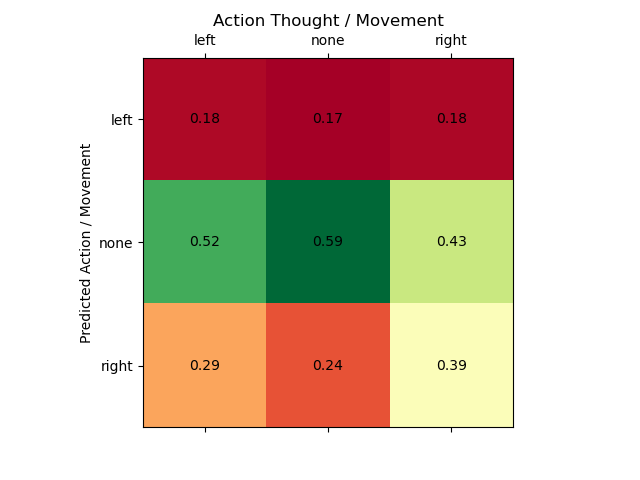 Action Thought / Movement
left none right
Predicted Action / Movement
left 0.18 0.17 0.18
none 0.52 0.59 0.43
right 0.29 0.24 0.39